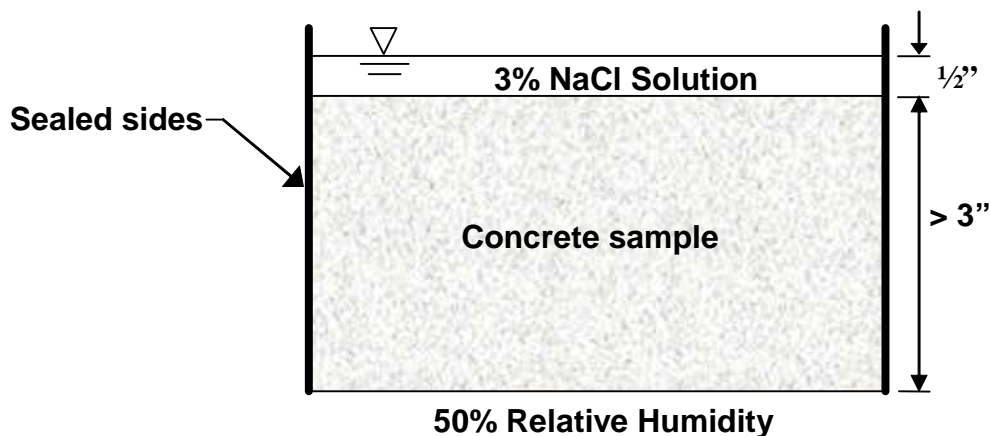 3% NaCl Solution
½”
Sealed sides
Concrete sample
> 3”
50% Relative Humidity